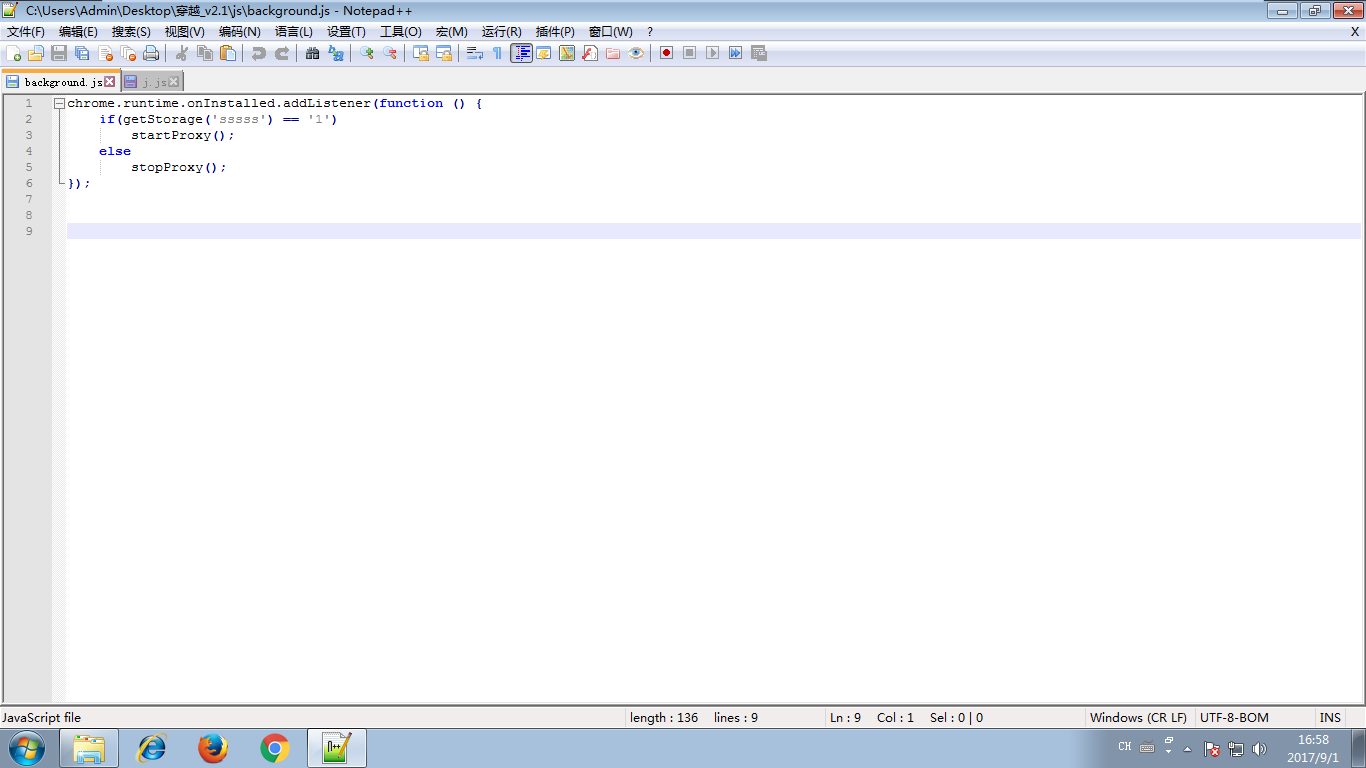 C:\Users\Admin\Desktop\穿越_v2.1\js\background.js - Notepad++
文件(F) 编辑(E) 搜索(S) 视图(V) 编码(N) 语言(L) 设置(T) 工具(O) 宏(M) 运行(R) 插件(P) 窗口(W) ? X
background.js j.js
1 chrome.runtime.onInstalled.addListener(function () {
2 if(getStorage('sssss') == '1')
3 startProxy();
4 else
5 stopProxy();
6 });
7
8
9
JavaScript file length : 136 lines : 9 Ln : 9 Col : 1 Sel : 0 | 0 Windows (CR LF) UTF-8-BOM INS
CH 16:58
2017/9/1